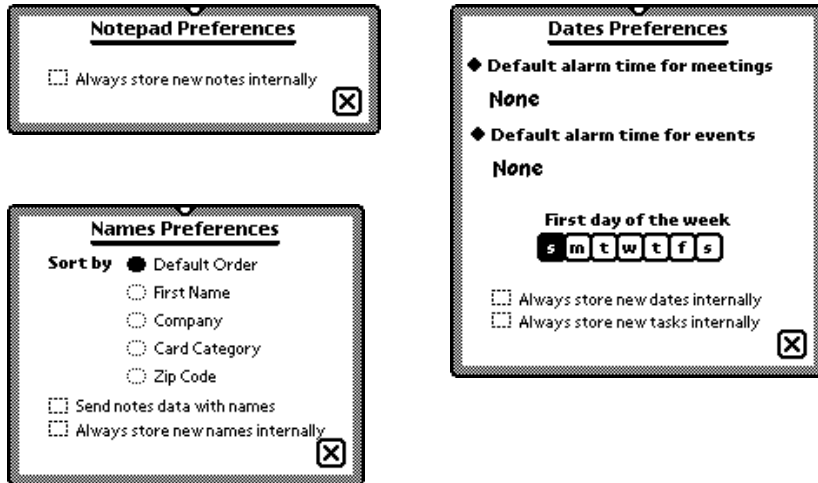 Notepad Preferences
Always store new notes internally
Names Preferences
Sort by Default Order
First Name
Company
Card Category
Zip Code
Send notes data with names
Always store new names internally
Dates Preferences
Default alarm time for meetings
None
Default alarm time for events
None
First day of the week
s m t w t f s
Always store new dates internally
Always store new tasks internally